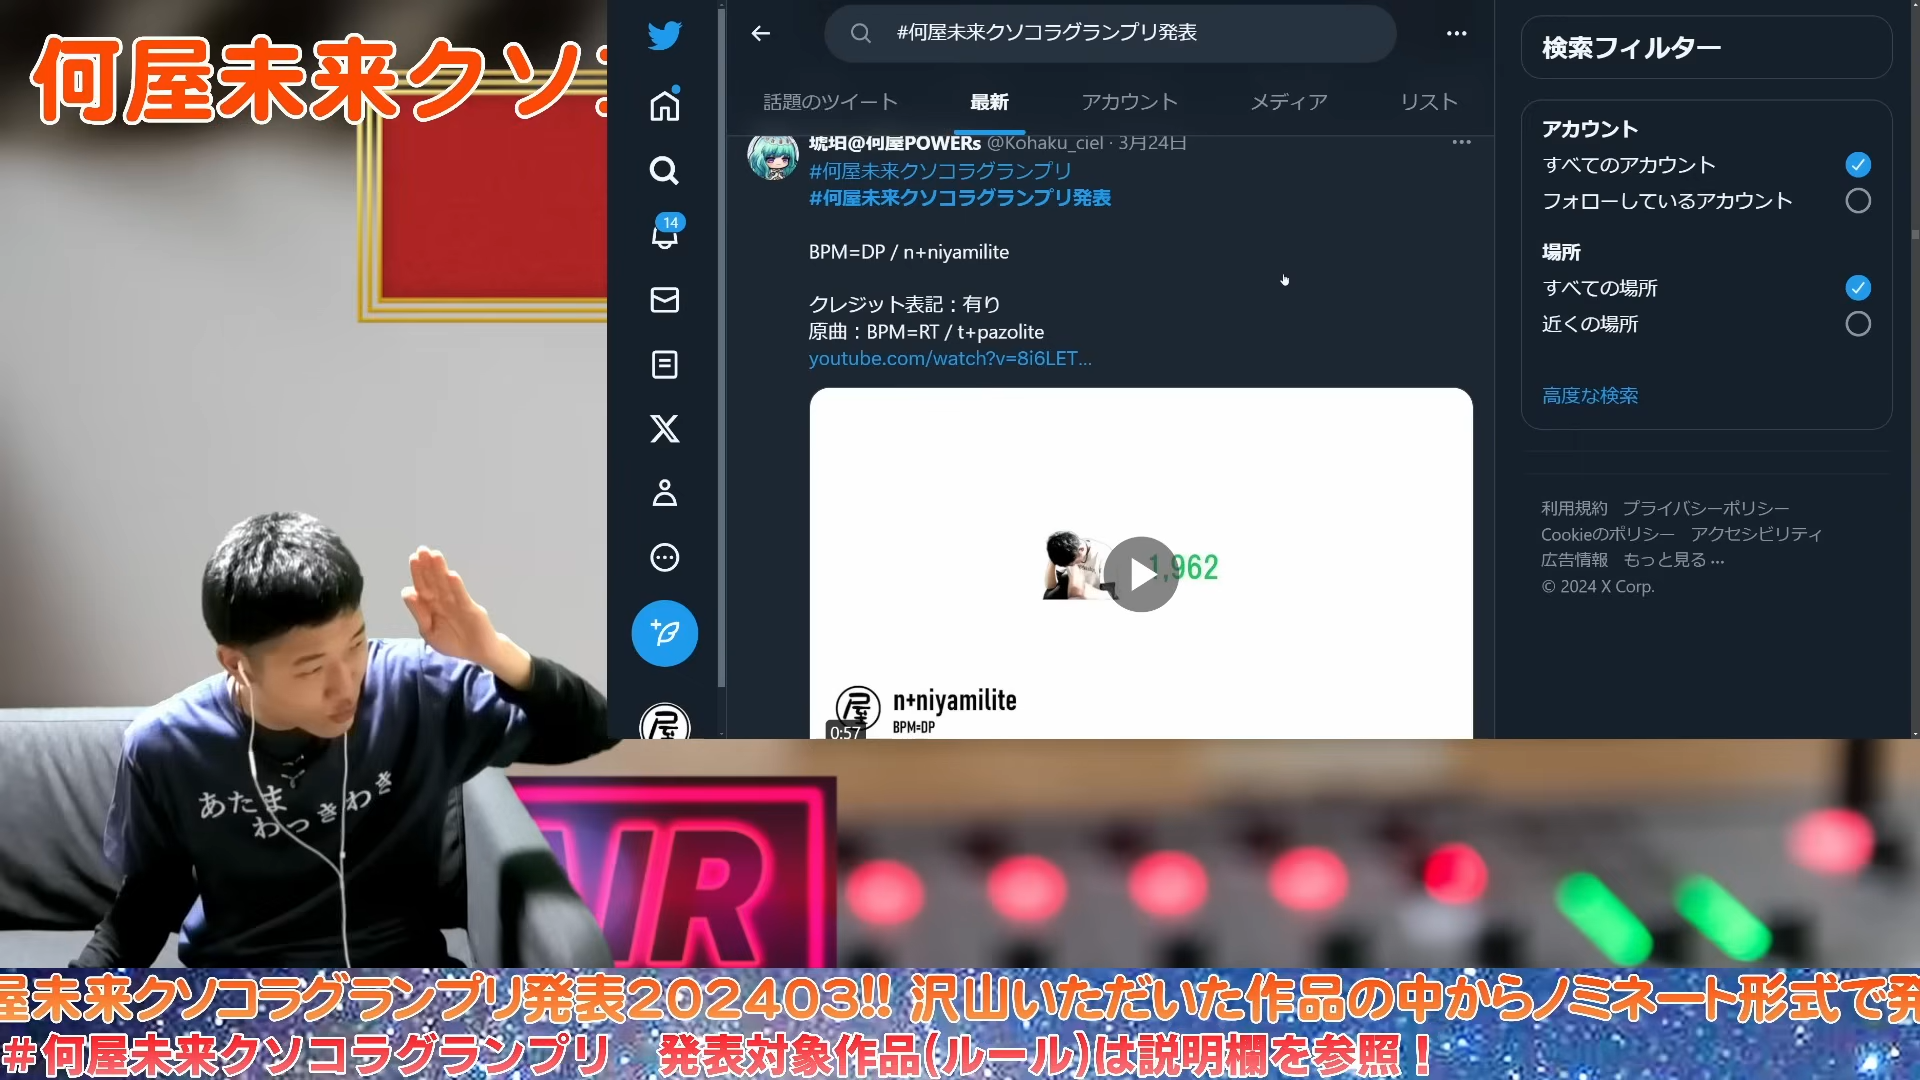 何屋未来クソ
#何屋未来クソコラグランプリ発表
話題のツイート
最新
アカウント
メディア
リスト
琥珀@何屋POWERs @Kohaku_ciel · 3月24日
#何屋未来クソコラグランプリ
#何屋未来クソコラグランプリ発表
BPM=DP / n+niyamilite
クレジット表記：有り
原曲：BPM=RT / t+pazolite
youtube.com/watch?v=8i6LET…
1,962
屋
n+niyamilite
BPM=DP
0:57
14
屋
検索フィルター
アカウント
すべてのアカウント
フォローしているアカウント
場所
すべての場所
近くの場所
高度な検索
利用規約 プライバシーポリシー
Cookieのポリシー アクセシビリティ
広告情報 もっと見る ···
© 2024 X Corp.
あたま
わっきわき
VR
屋未来クソコラグランプリ発表202403!! 沢山いただいた作品の中からノミネート形式で発
#何屋未来クソコラグランプリ 発表対象作品(ルール)は説明欄を参照！